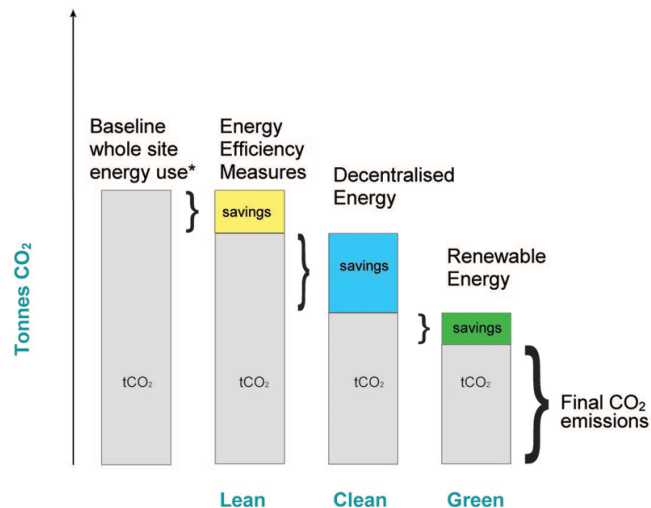 Baseline
whole site
energy use*
Energy
Efficiency
Measures
Decentralised
Energy
Renewable
Energy
savings
savings
savings
Tonnes CO₂
tCO₂
tCO₂
tCO₂
tCO₂
Final CO₂
emissions
Lean
Clean
Green